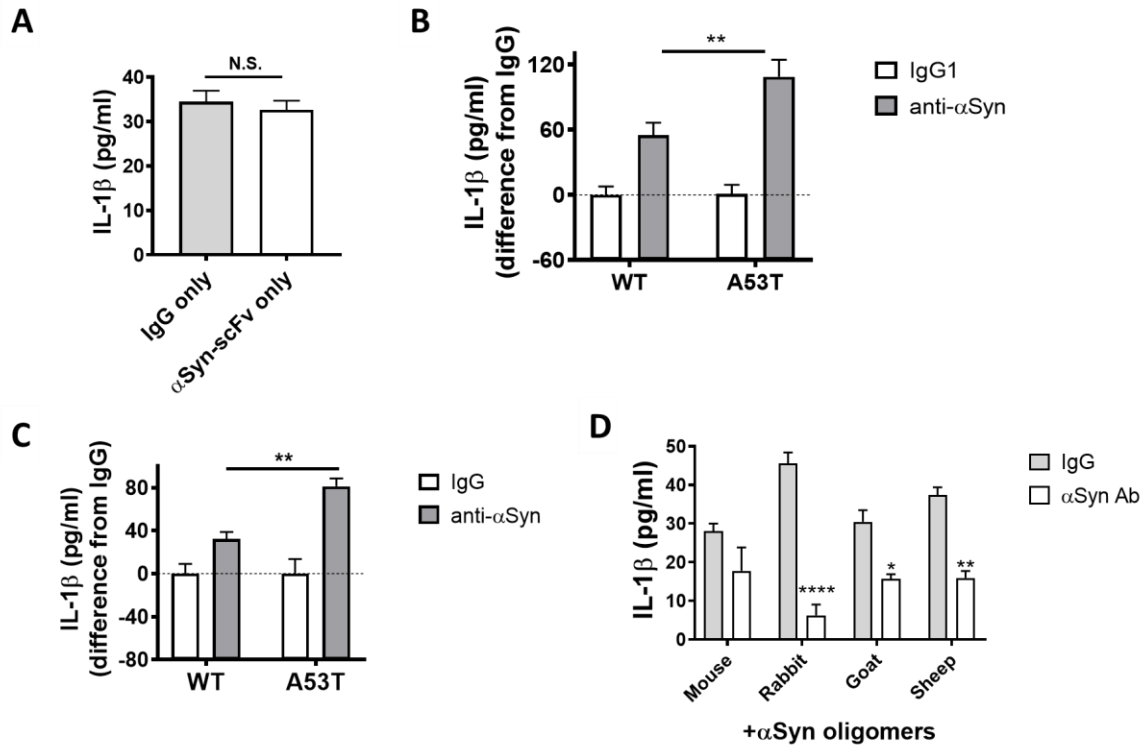 A
N.S.
IL-1β (pg/ml)
40
30
20
10
0
IgG only
αSyn-scFv only
B
**
IL-1β (pg/ml)
(difference from IgG)
120
60
0
-60
WT
A53T
IgG1
anti-αSyn
C
**
IL-1β (pg/ml)
(difference from IgG)
80
40
0
-40
-80
WT
A53T
IgG
anti-αSyn
D
IL-1β (pg/ml)
50
40
30
20
10
0
****
*
**
Mouse
Rabbit
Goat
Sheep
+αSyn oligomers
IgG
αSyn Ab